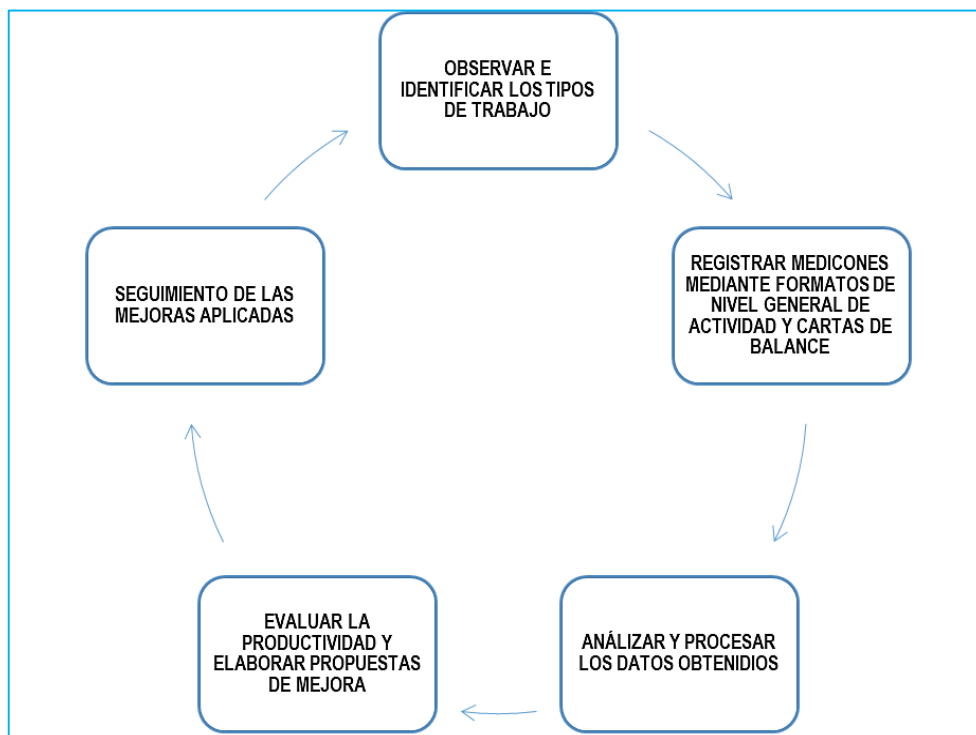 OBSERVAR E
IDENTIFICAR LOS TIPOS
DE TRABAJO
REGISTRAR MEDICONES
MEDIANTE FORMATOS DE
NIVEL GENERAL DE
ACTIVIDAD Y CARTAS DE
BALANCE
ANÁLIZAR Y PROCESAR
LOS DATOS OBTENIDIOS
EVALUAR LA
PRODUCTIVIDAD Y
ELABORAR PROPUESTAS
DE MEJORA
SEGUIMIENTO DE LAS
MEJORAS APLICADAS